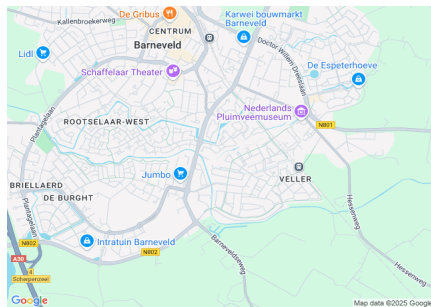 De Gribus
Karwei bouwmarkt
Barneveld
Kallenbroekerweg
CENTRUM
Barneveld
Doctor Willem Dreeslaan
Lidl
De Espeterhoeve
Schaffelaar Theater
Plantagelaan
Nederlands
Pluimveemuseum
ROOTSELAAR-WEST
N801
Jumbo
VELLER
BRIELLAERD
DE BURGHT
Hessenweg
Hessenweg
Plantagelaan
Intratuin Barneveld
Barneveldseweg
N802
N802
A30
4
Scherpenzeel
Google
Map data ©2025 Google